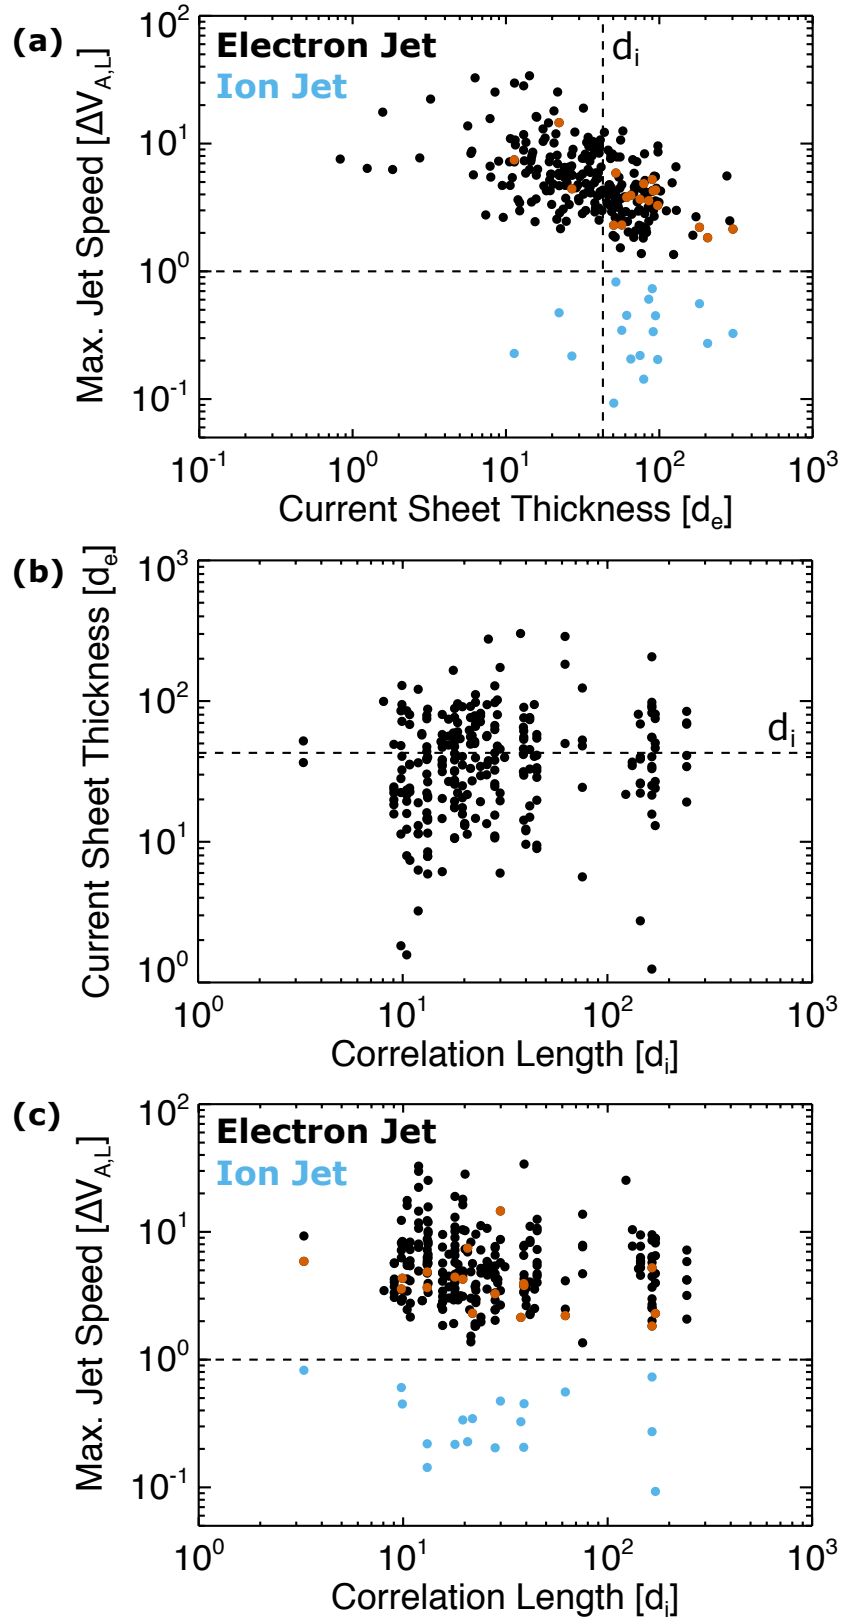 (a)
Electron Jet
Ion Jet
d_i
Max. Jet Speed [ΔV_A,L]
10^2
10^1
10^0
10^-1
10^-1 10^0 10^1 10^2 10^3
Current Sheet Thickness [d_e]
(b)
Current Sheet Thickness [d_e]
10^3
10^2
10^1
10^0
d_i
10^0 10^1 10^2 10^3
Correlation Length [d_i]
(c)
Electron Jet
Ion Jet
Max. Jet Speed [ΔV_A,L]
10^2
10^1
10^0
10^-1
10^0 10^1 10^2 10^3
Correlation Length [d_i]